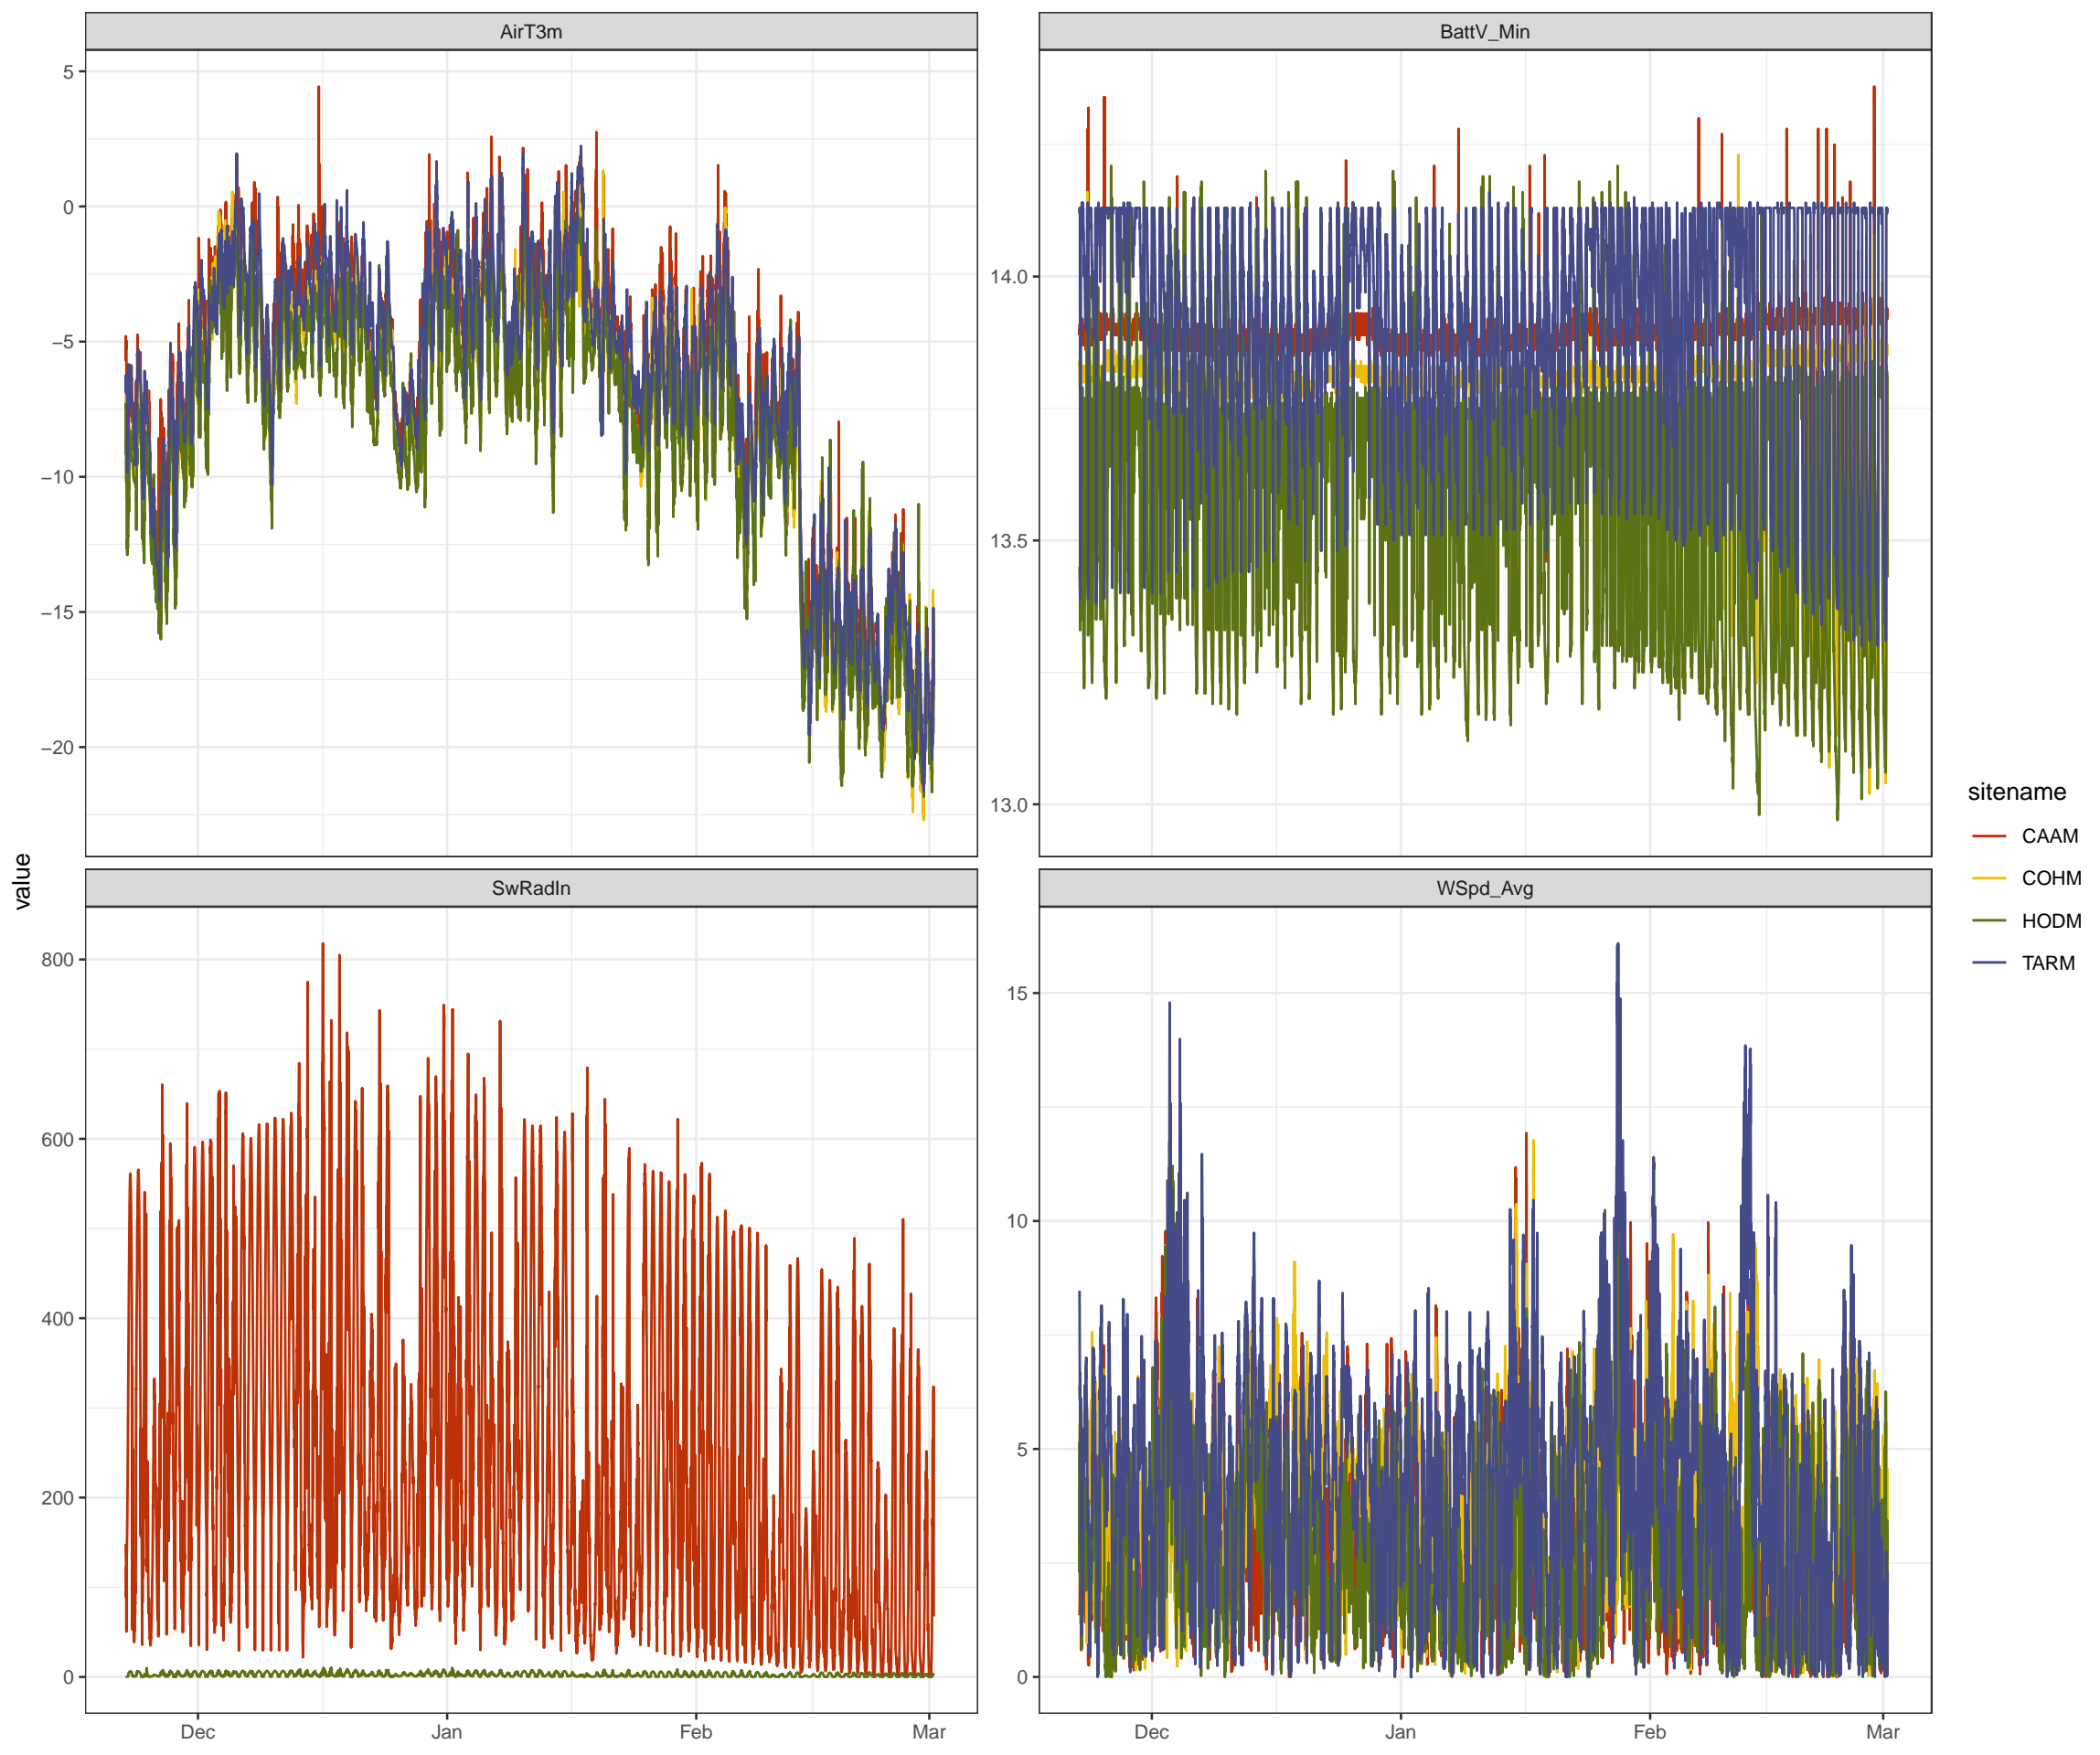 AirT3m
BattV_Min
5
0
−5
−10
−15
−20
14.0
13.5
13.0
value
SwRadIn
WSpd_Avg
800
600
400
200
0
15
10
5
0
Dec
Jan
Feb
Mar
Dec
Jan
Feb
Mar
sitename
CAAM
COHM
HODM
TARM